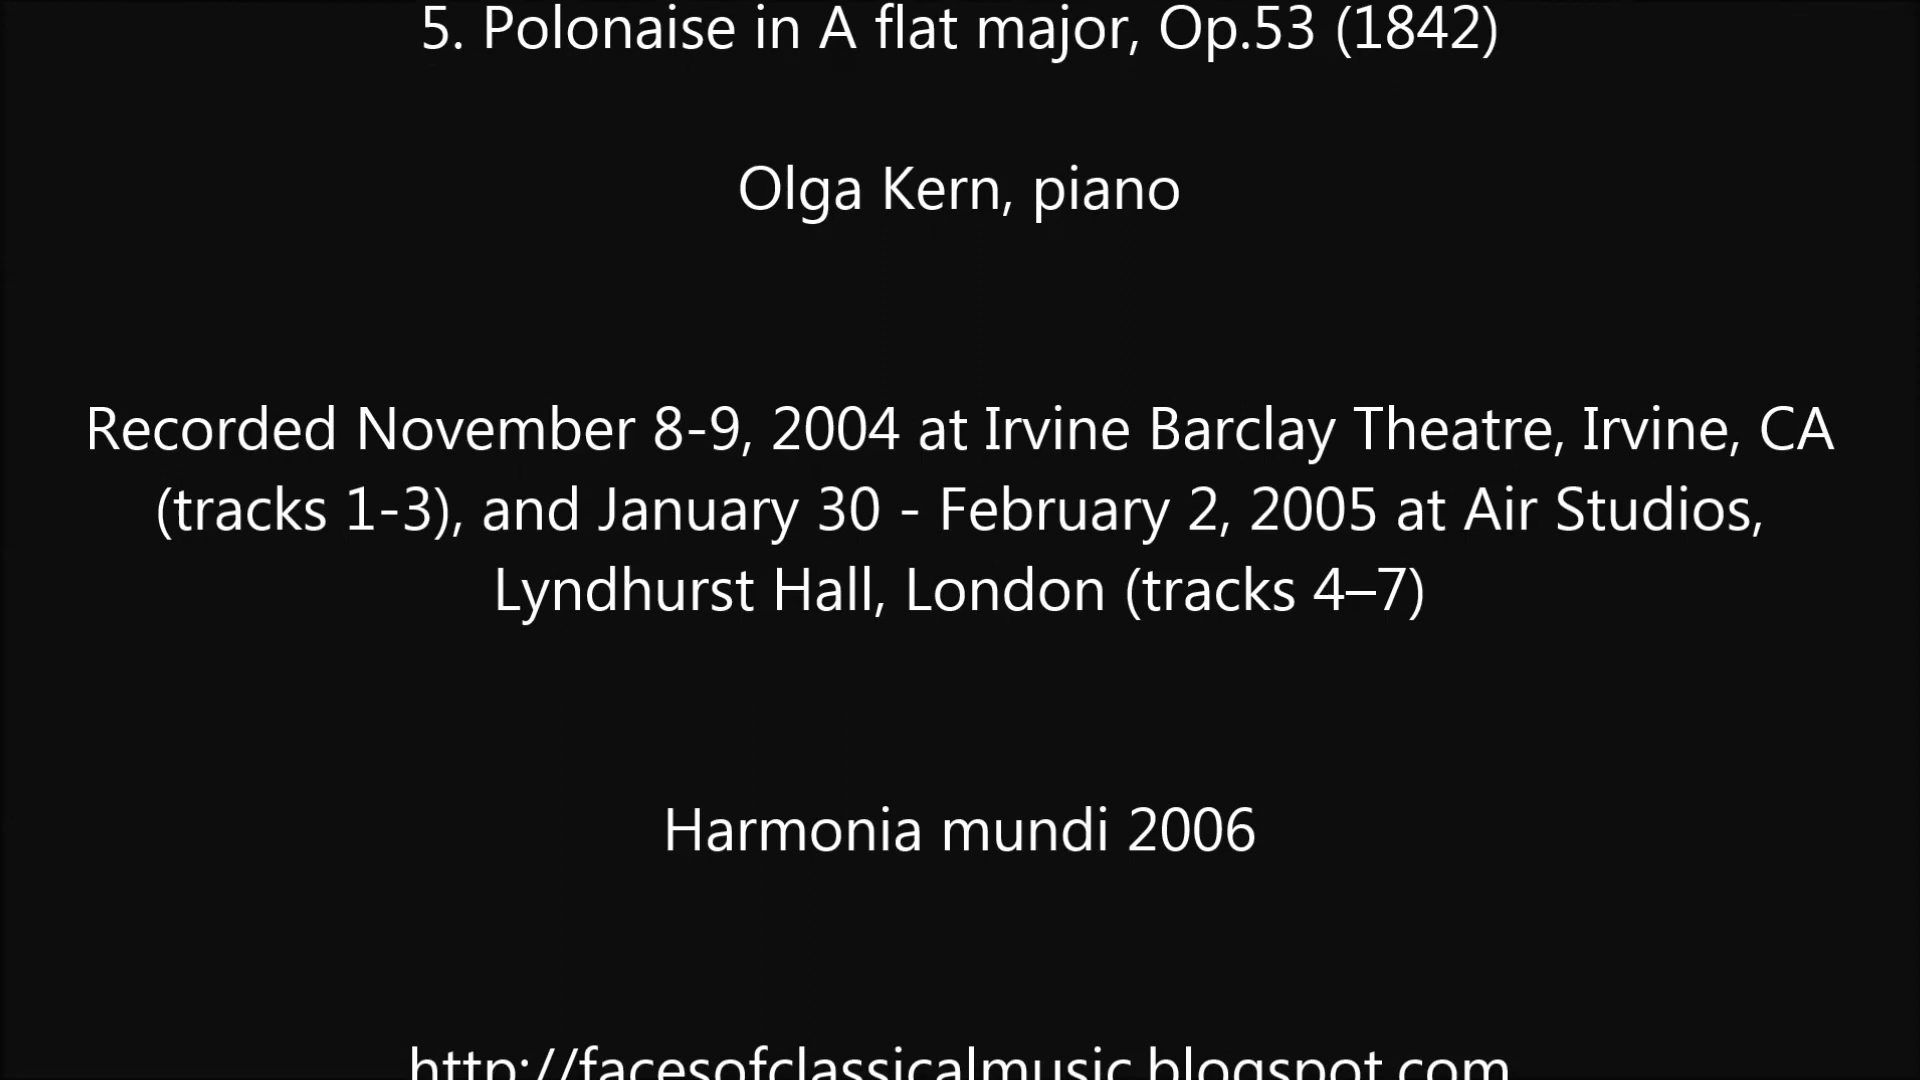 5. Polonaise in A flat major, Op.53 (1842)
Olga Kern, piano
Recorded November 8-9, 2004 at Irvine Barclay Theatre, Irvine, CA
(tracks 1-3), and January 30 - February 2, 2005 at Air Studios,
Lyndhurst Hall, London (tracks 4–7)
Harmonia mundi 2006
http://facesofclassicalmusic.blogspot.com